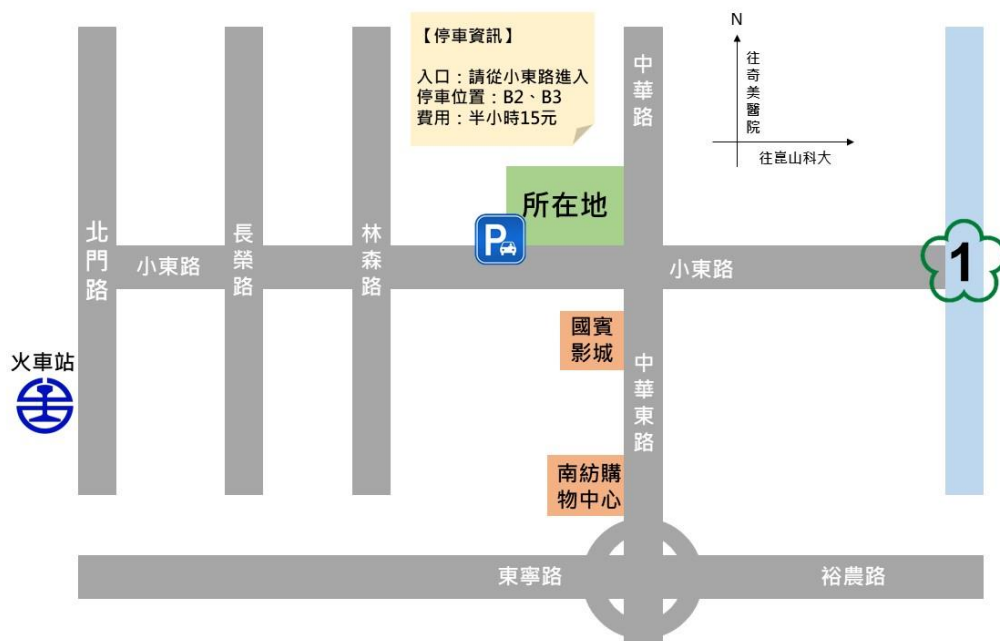 【停車資訊】
入口：請從小東路進入
停車位置：B2、B3
費用：半小時15元
N
往奇美醫院
往崑山科大
中華路
所在地
P
北門路
小東路
長榮路
林森路
小東路
1
火車站
國賓
影城
中華東路
南紡購
物中心
東寧路
裕農路